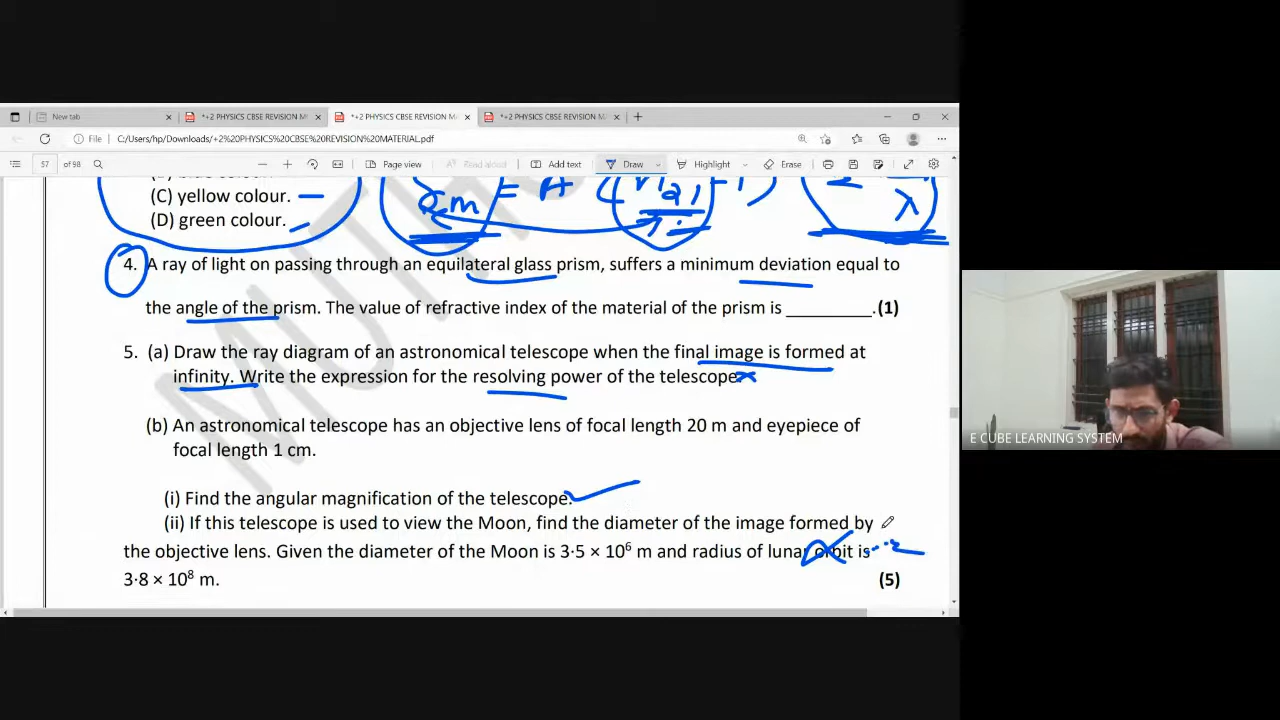 New tab
*+2 PHYSICS CBSE REVISION M
*+2 PHYSICS CBSE REVISION MA
*+2 PHYSICS CBSE REVISION MA
File
C:/Users/hp/Downloads/+2%20PHYSICS%20CBSE%20REVISION%20MATERIAL.pdf
57 of 98
Page view
Read aloud
Add text
Draw
Highlight
Erase
(C) yellow colour.
(D) green colour.
δm = A ( n21 - 1 )
λ
4. A ray of light on passing through an equilateral glass prism, suffers a minimum deviation equal to
the angle of the prism. The value of refractive index of the material of the prism is _________.(1)
5. (a) Draw the ray diagram of an astronomical telescope when the final image is formed at
infinity. Write the expression for the resolving power of the telescope
(b) An astronomical telescope has an objective lens of focal length 20 m and eyepiece of
focal length 1 cm.
(i) Find the angular magnification of the telescope.
(ii) If this telescope is used to view the Moon, find the diameter of the image formed by
the objective lens. Given the diameter of the Moon is 3·5 × 10⁶ m and radius of lunar orbit is
3·8 × 10⁸ m.
(5)
E CUBE LEARNING SYSTEM